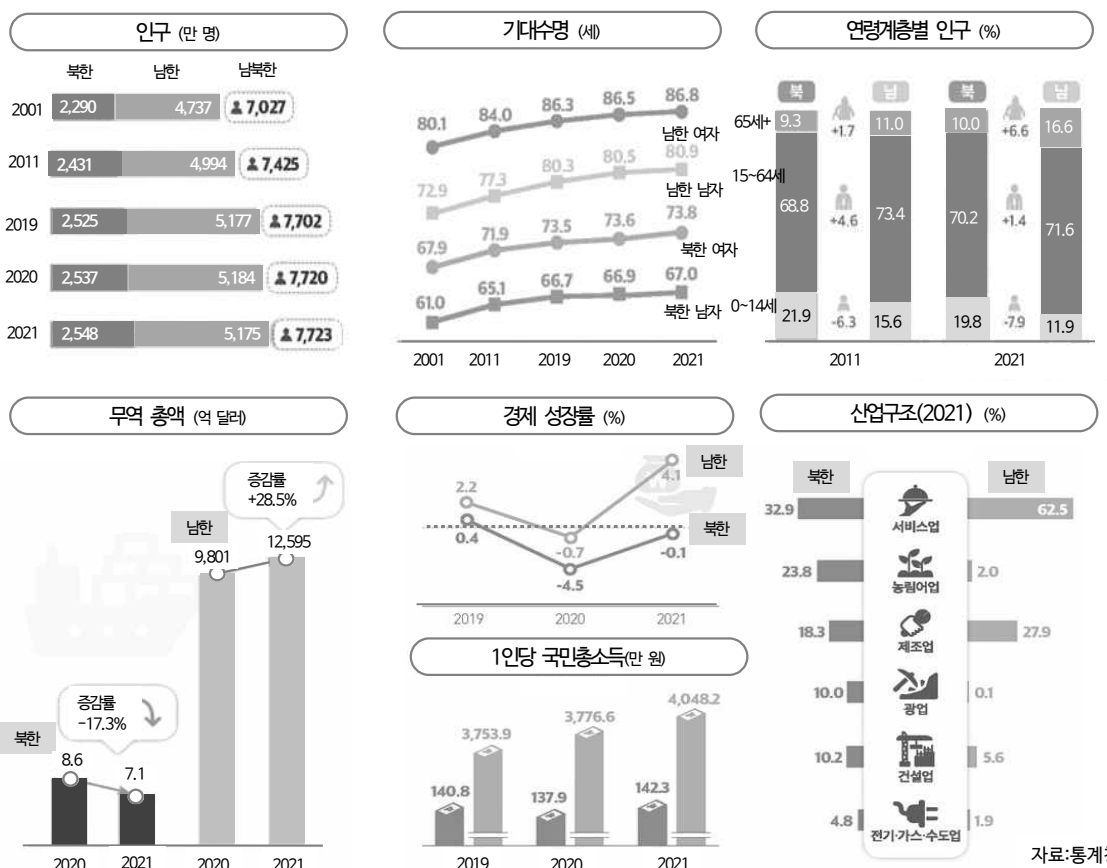 인구 (만 명)
북한 남한 남북한
2001 2,290 4,737 7,027
2011 2,431 4,994 7,425
2019 2,525 5,177 7,702
2020 2,537 5,184 7,720
2021 2,548 5,175 7,723
기대수명 (세)
80.1 84.0 86.3 86.5 86.8
남한 여자
72.9 77.3 80.3 80.5 80.9
남한 남자
67.9 71.9 73.5 73.6 73.8
북한 여자
61.0 65.1 66.7 66.9 67.0
북한 남자
2001 2011 2019 2020 2021
연령계층별 인구 (%)
북 남 북 남
65세+ 9.3 +1.7 11.0 10.0 +6.6 16.6
15~64세
68.8 +4.6 73.4 70.2 +1.4 71.6
0~14세 21.9 -6.3 15.6 19.8 -7.9 11.9
2011 2021
무역 총액 (억 달러)
증감률
+28.5%
남한
9,801 12,595
증감률
-17.3%
북한
8.6 7.1
2020 2021 2020 2021
경제 성장률 (%)
남한
4.1
2.2
북한
0.4 -0.7 -0.1
-4.5
2019 2020 2021
1인당 국민총소득(만 원)
3,753.9 3,776.6 4,048.2
140.8 137.9 142.3
2019 2020 2021
산업구조(2021) (%)
북한 남한
32.9 서비스업 62.5
23.8 농림어업 2.0
18.3 제조업 27.9
10.0 광업 0.1
10.2 건설업 5.6
4.8 전기·가스·수도업 1.9
자료:통계